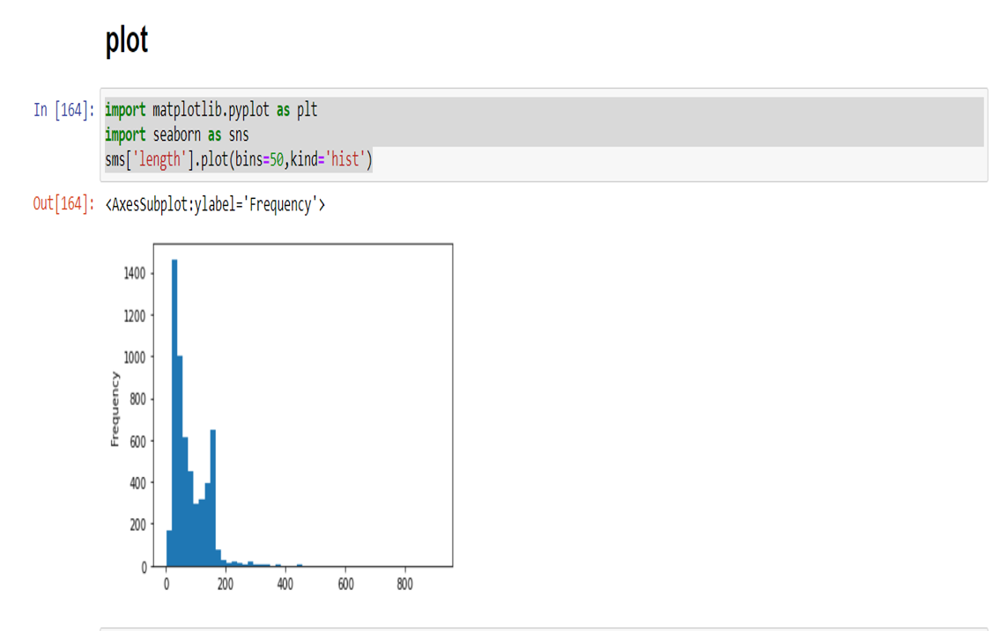 plot
In [164]: import matplotlib.pyplot as plt
import seaborn as sns
sms['length'].plot(bins=50,kind='hist')
Out[164]: <AxesSubplot:ylabel='Frequency'>
1400
1200
1000
800
600
400
200
0
Frequency
0 200 400 600 800